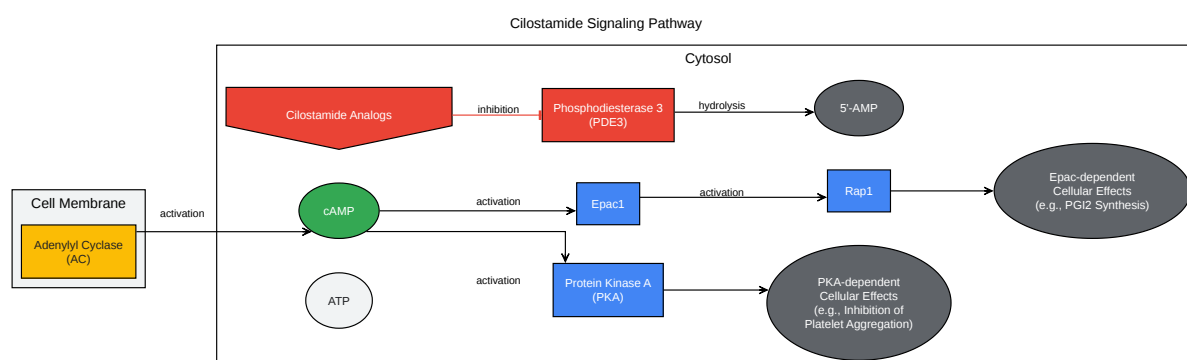 Cilostamide Signaling Pathway
Cytosol
Cilostamide Analogs
inhibition
Phosphodiesterase 3
(PDE3)
hydrolysis
5'-AMP
Cell Membrane
Adenylyl Cyclase
(AC)
activation
cAMP
activation
Epac1
activation
Rap1
Epac-dependent
Cellular Effects
(e.g., PGI2 Synthesis)
ATP
activation
Protein Kinase A
(PKA)
PKA-dependent
Cellular Effects
(e.g., Inhibition of
Platelet Aggregation)